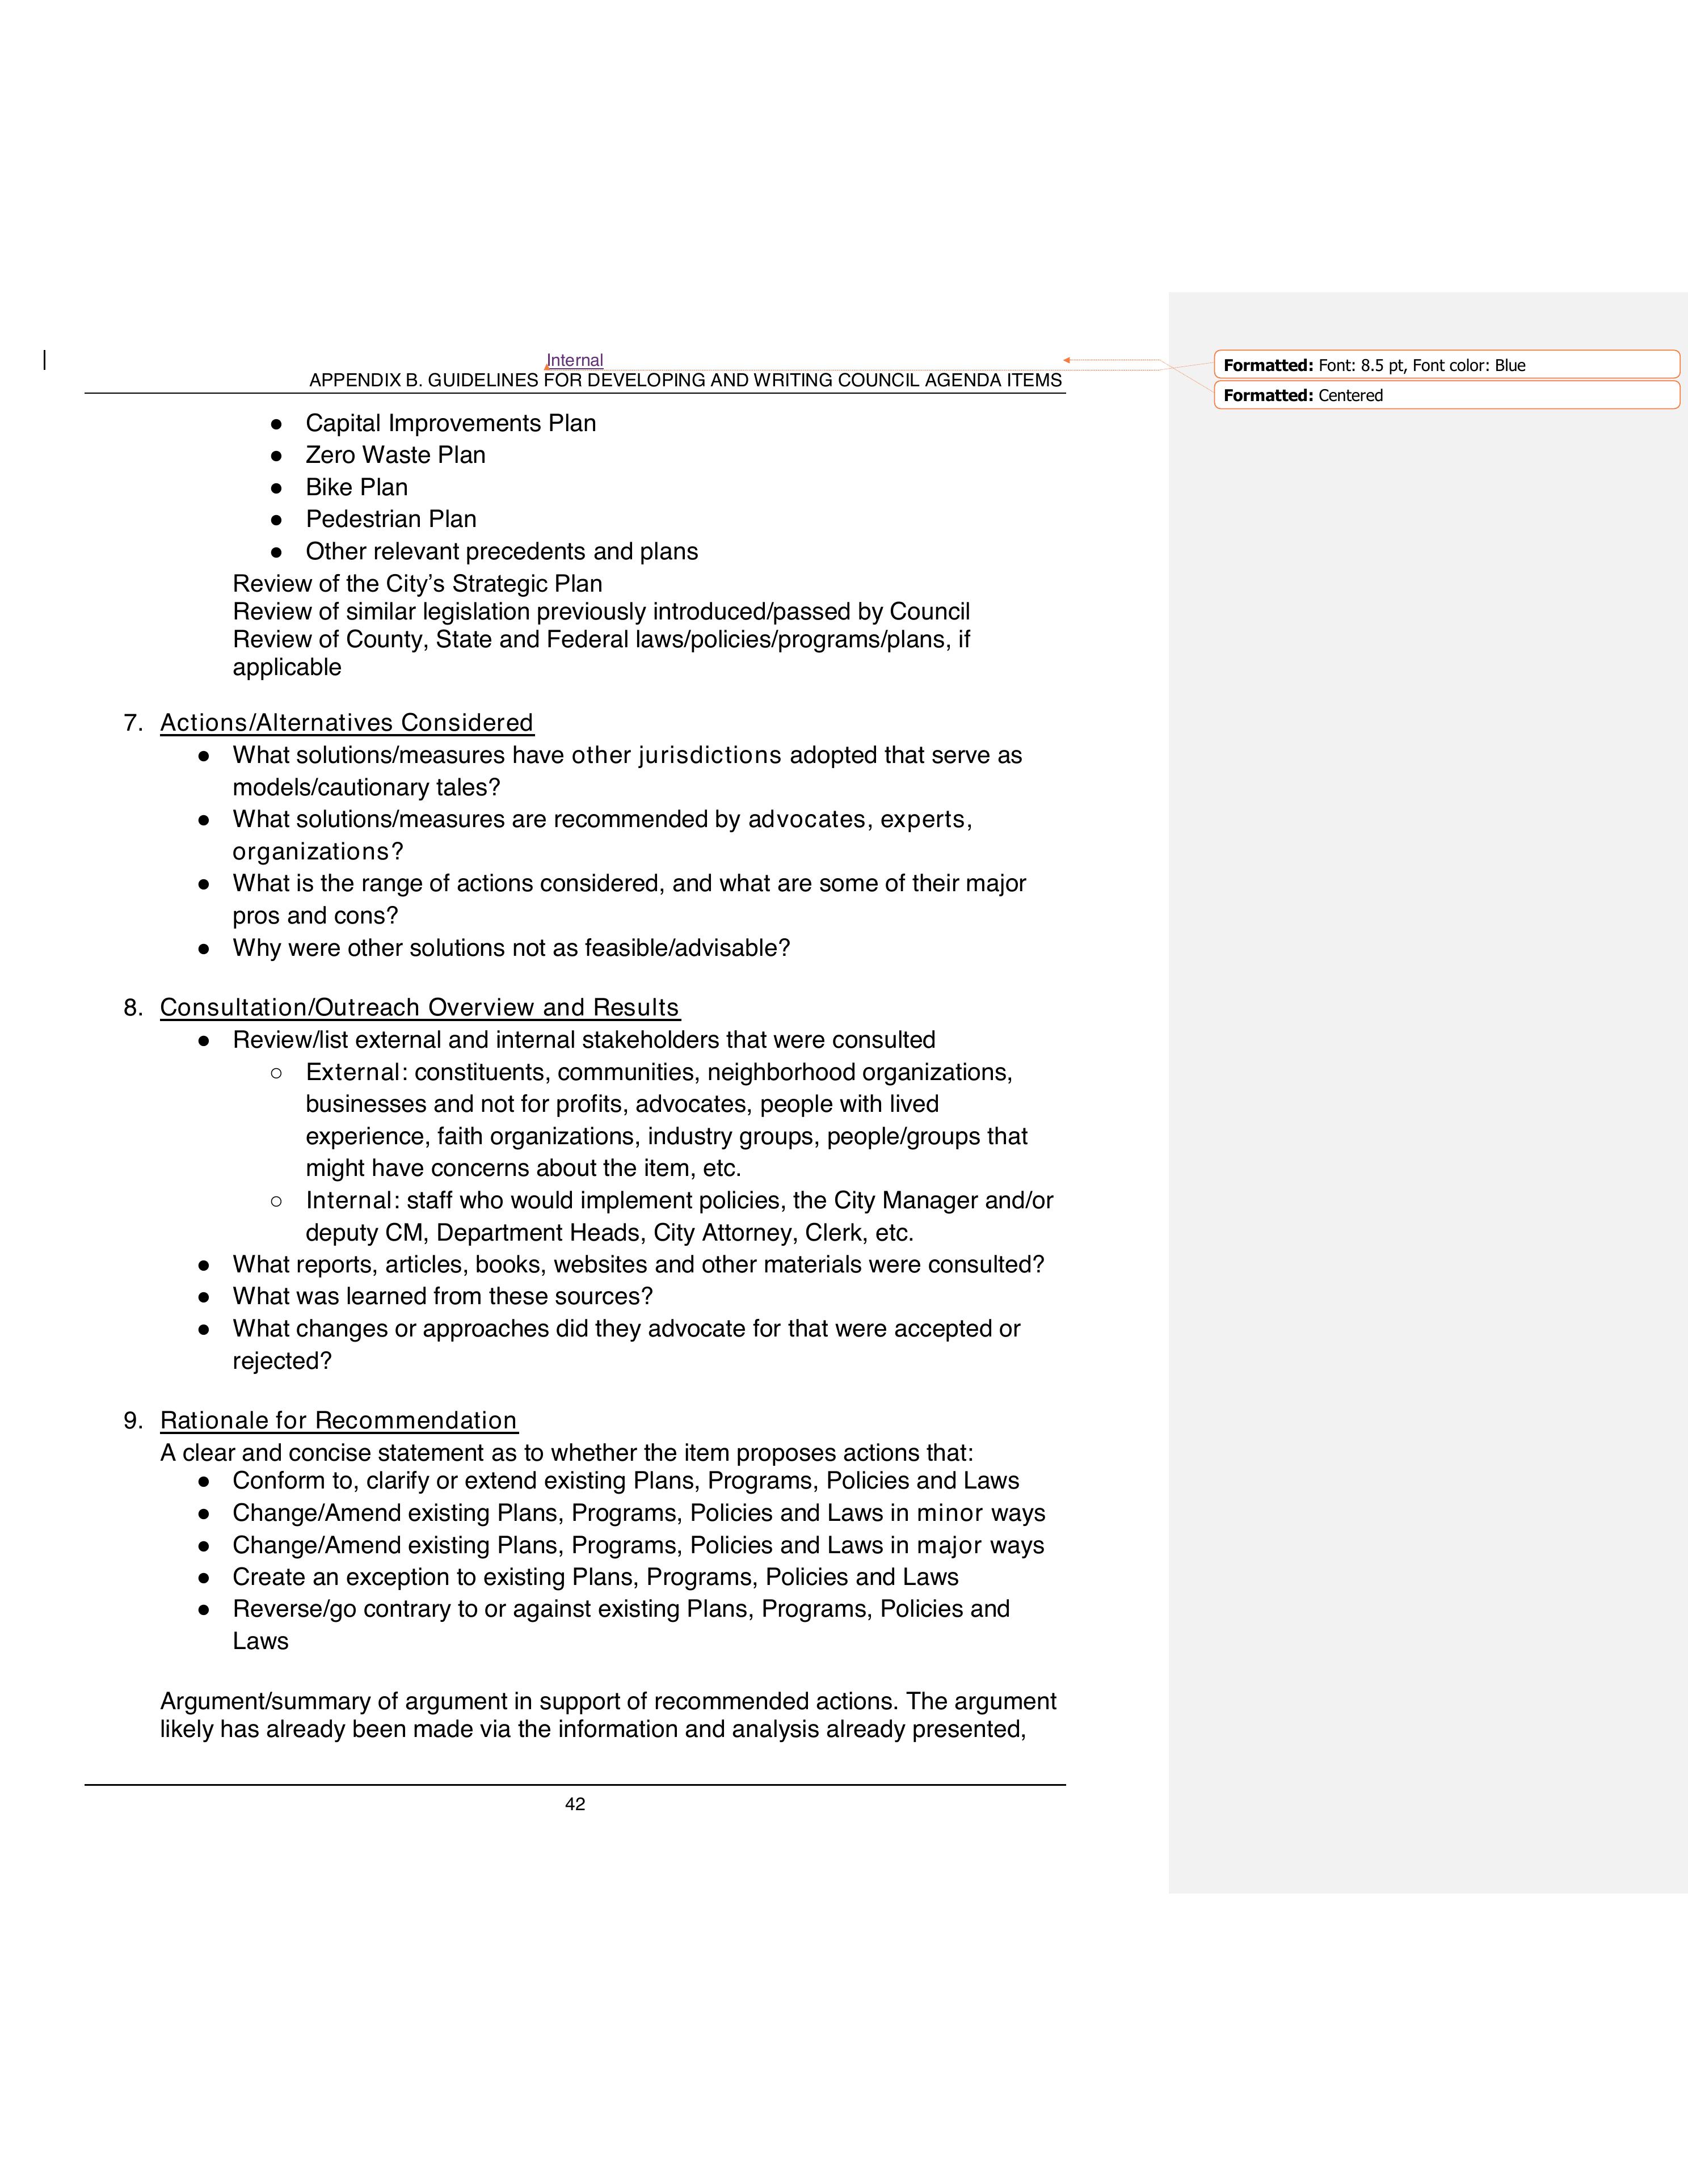 Internal
APPENDIX B. GUIDELINES FOR DEVELOPING AND WRITING COUNCIL AGENDA ITEMS
Formatted: Font: 8.5 pt, Font color: Blue
Formatted: Centered
● Capital Improvements Plan
● Zero Waste Plan
● Bike Plan
● Pedestrian Plan
● Other relevant precedents and plans
Review of the City’s Strategic Plan
Review of similar legislation previously introduced/passed by Council
Review of County, State and Federal laws/policies/programs/plans, if
applicable
7. Actions/Alternatives Considered
● What solutions/measures have other jurisdictions adopted that serve as
models/cautionary tales?
● What solutions/measures are recommended by advocates, experts,
organizations?
● What is the range of actions considered, and what are some of their major
pros and cons?
● Why were other solutions not as feasible/advisable?
8. Consultation/Outreach Overview and Results
● Review/list external and internal stakeholders that were consulted
○ External: constituents, communities, neighborhood organizations,
businesses and not for profits, advocates, people with lived
experience, faith organizations, industry groups, people/groups that
might have concerns about the item, etc.
○ Internal: staff who would implement policies, the City Manager and/or
deputy CM, Department Heads, City Attorney, Clerk, etc.
● What reports, articles, books, websites and other materials were consulted?
● What was learned from these sources?
● What changes or approaches did they advocate for that were accepted or
rejected?
9. Rationale for Recommendation
A clear and concise statement as to whether the item proposes actions that:
● Conform to, clarify or extend existing Plans, Programs, Policies and Laws
● Change/Amend existing Plans, Programs, Policies and Laws in minor ways
● Change/Amend existing Plans, Programs, Policies and Laws in major ways
● Create an exception to existing Plans, Programs, Policies and Laws
● Reverse/go contrary to or against existing Plans, Programs, Policies and
Laws
Argument/summary of argument in support of recommended actions. The argument
likely has already been made via the information and analysis already presented,
42